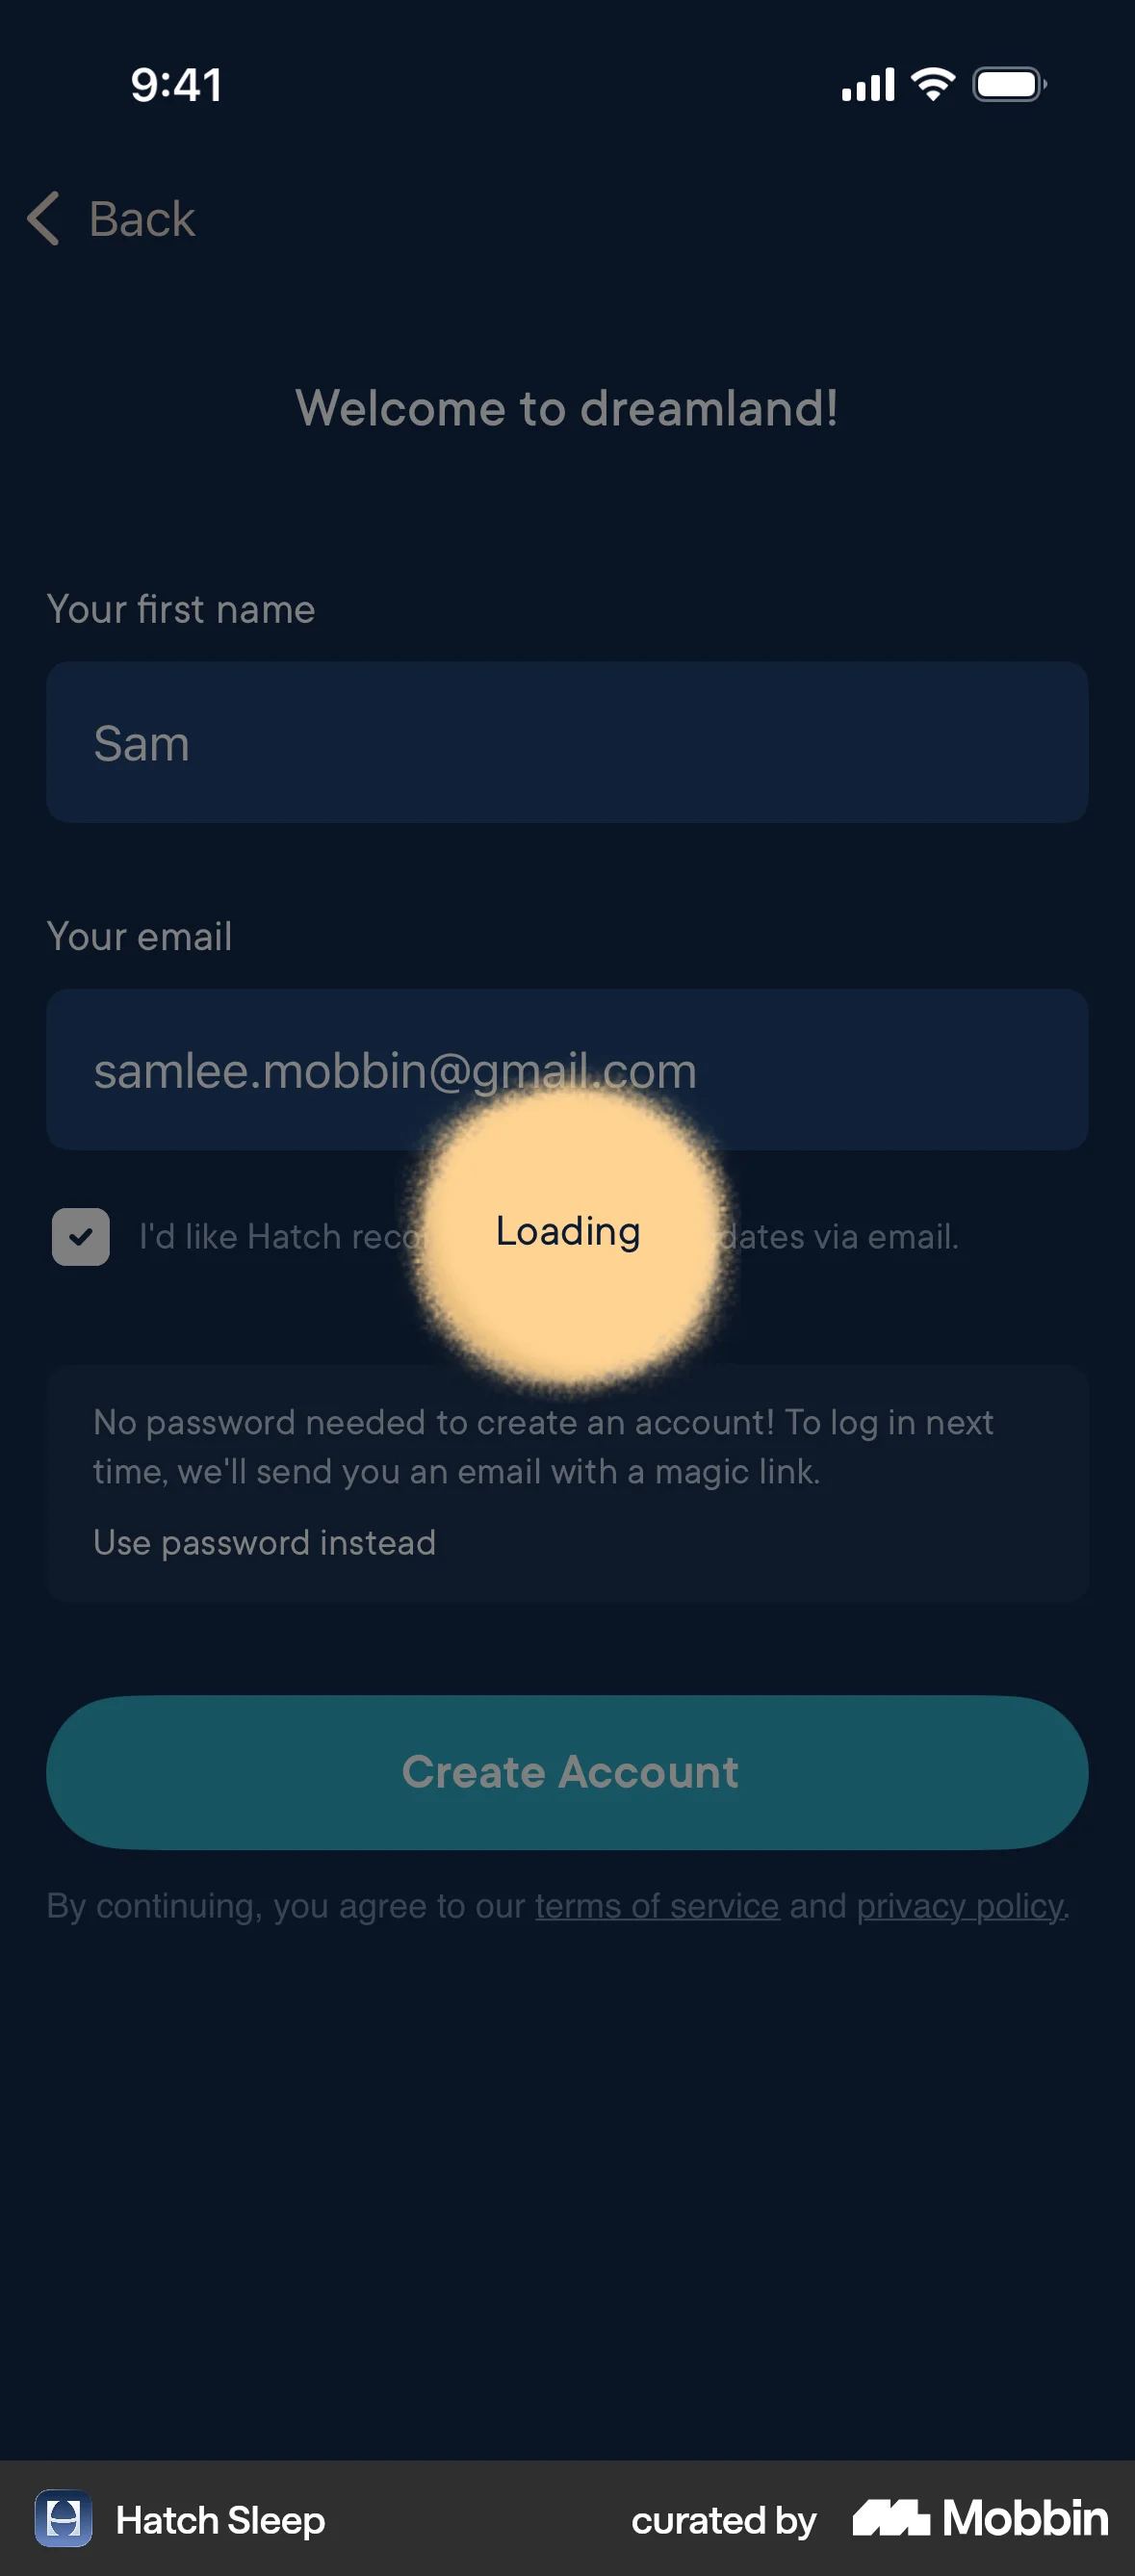 9:41
Back
Welcome to dreamland!
Your first name
Sam
Your email
samlee.mobbin@gmail.com
I'd like Hatch
via email.
Loading
No password needed to create an account! To log in next
time, we'll send you an email with a magic link.
Use password instead
Create Account
By continuing, you agree to our terms of service and privacy policy.
Hatch Sleep
curated by Mobbin